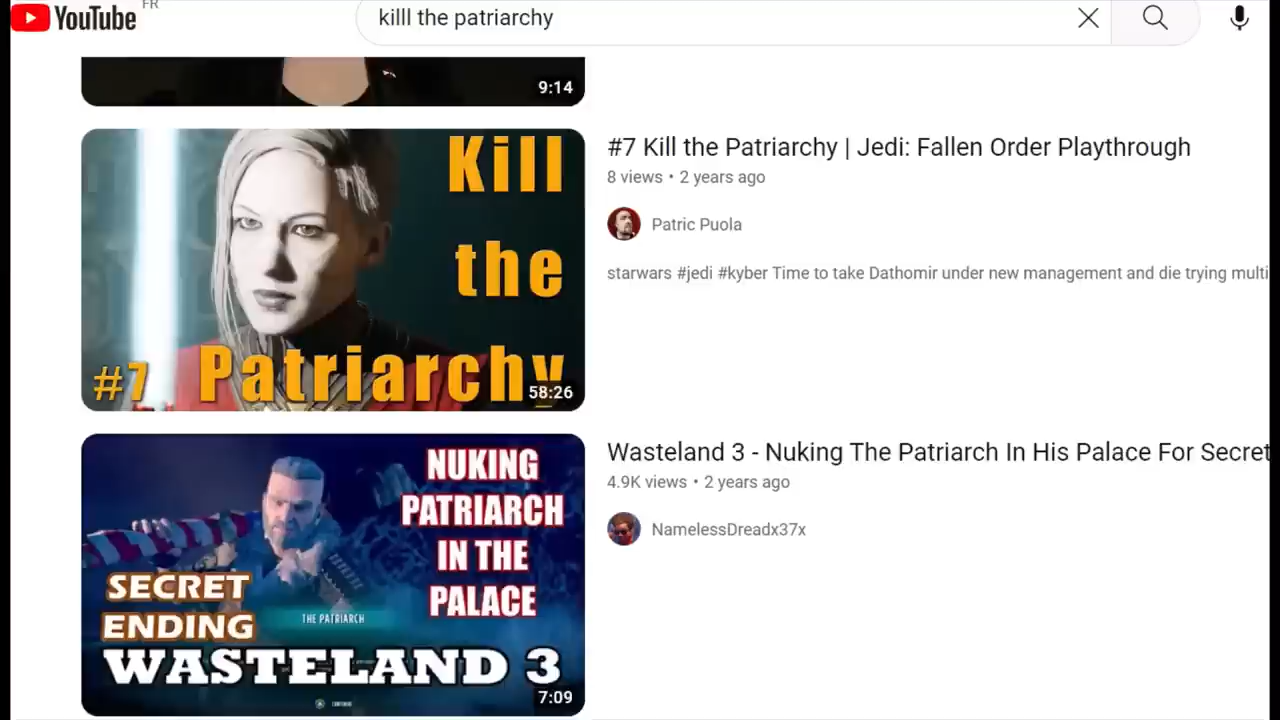 YouTube FR
killl the patriarchy
9:14
Kill
the
#7 Patriarchy
58:26
#7 Kill the Patriarchy | Jedi: Fallen Order Playthrough
8 views • 2 years ago
Patric Puola
starwars #jedi #kyber Time to take Dathomir under new management and die trying multi
NUKING
PATRIARCH
IN THE
PALACE
SECRET
ENDING
THE PATRIARCH
WASTELAND 3
7:09
Wasteland 3 - Nuking The Patriarch In His Palace For Secret
4.9K views • 2 years ago
NamelessDreadx37x